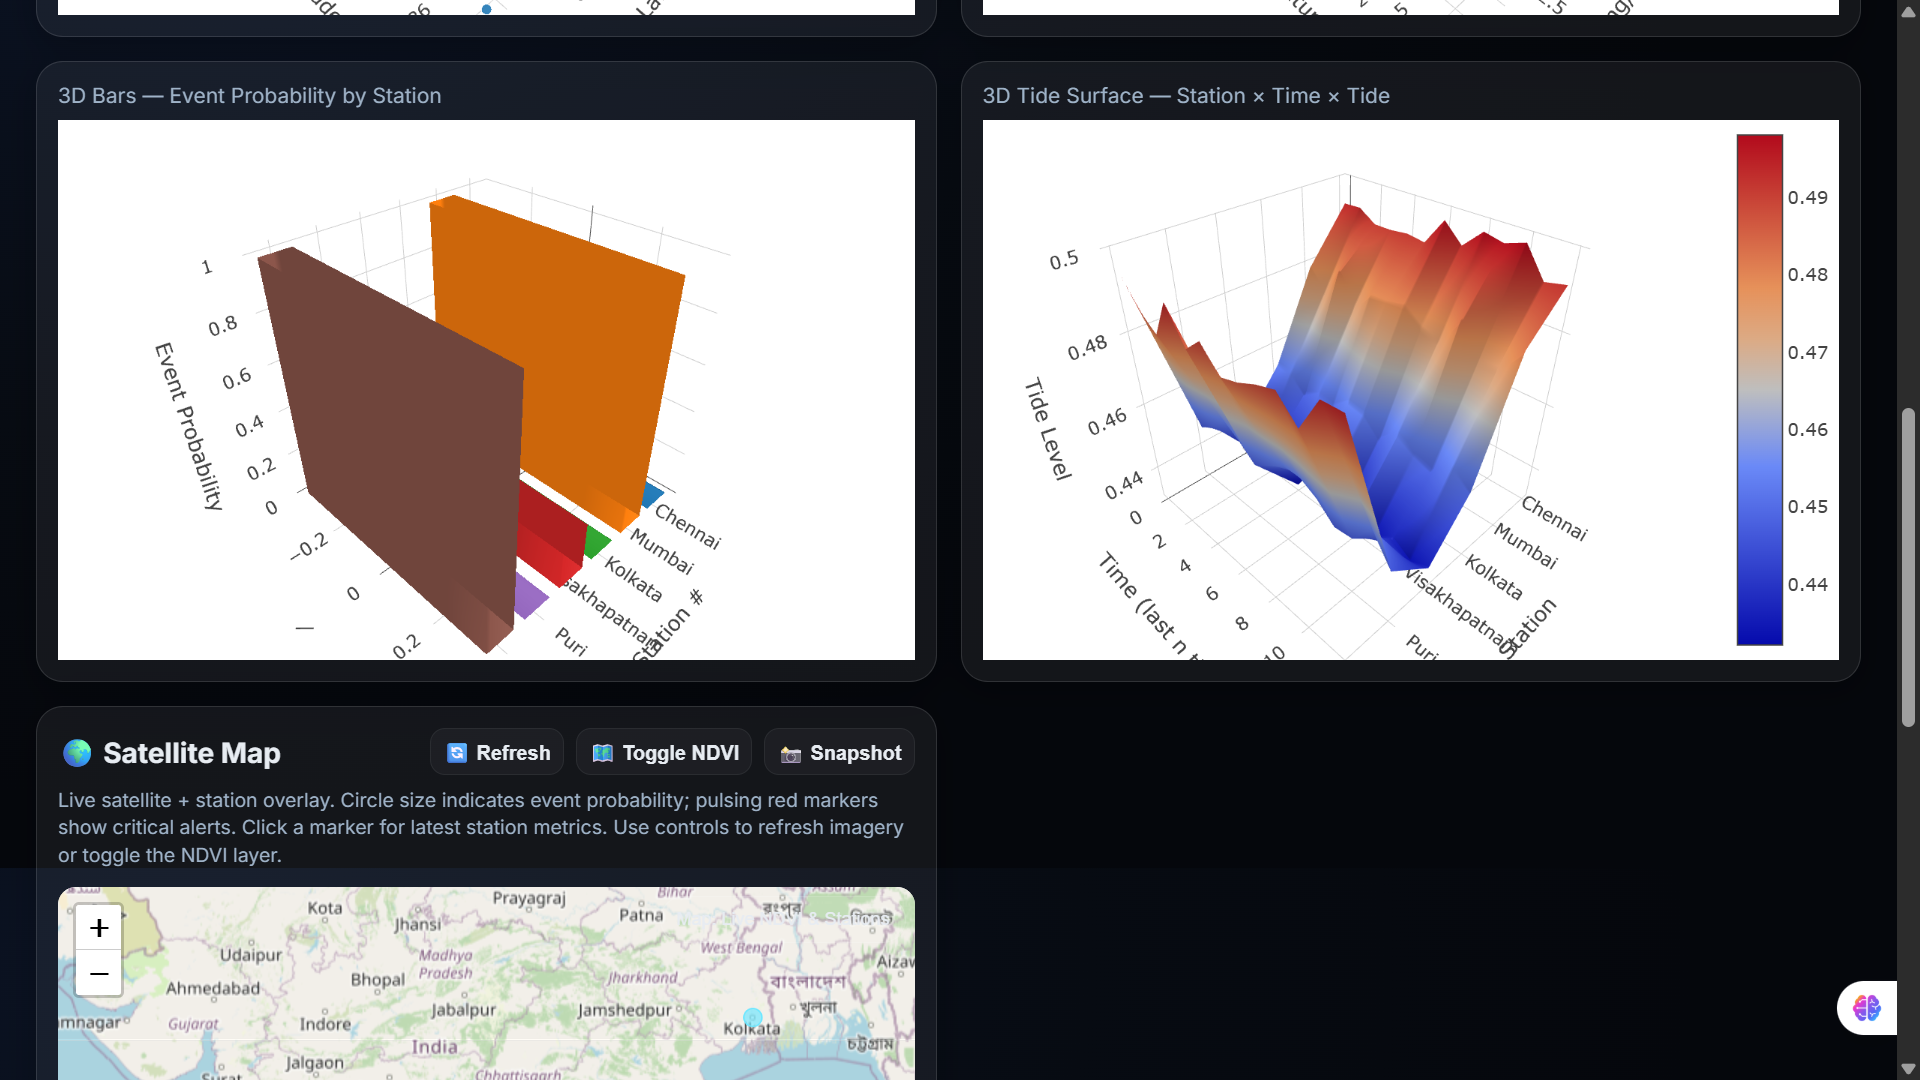 3D Bars — Event Probability by Station
1
0.8
0.6
0.4
0.2
0
Event Probability
−0.2
0
0.2
Chennai
Mumbai
Kolkata
Puri
Station #
3D Tide Surface — Station × Time × Tide
0.5
0.48
0.46
0.44
Tide Level
0
2
4
6
8
10
Time (last n
Chennai
Mumbai
Kolkata
Visakhapatnam
Puri
Station
0.49
0.48
0.47
0.46
0.45
0.44
Satellite Map
Refresh
Toggle NDVI
Snapshot
Live satellite + station overlay. Circle size indicates event probability; pulsing red markers
show critical alerts. Click a marker for latest station metrics. Use controls to refresh imagery
or toggle the NDVI layer.
+
−
Kota
Prayagraj
Bihar
Jhansi
Patna
রংপুর
Udaipur
Madhya
Pradesh
West Bengal
Ahmedabad
Bhopal
Jharkhand
বাংলাদেশ
Jabalpur
Jamshedpur
খুলনা
Gujarat
Indore
Kolkata
India
চট্টগ্রাম
Jalgaon
Chhattisgarh